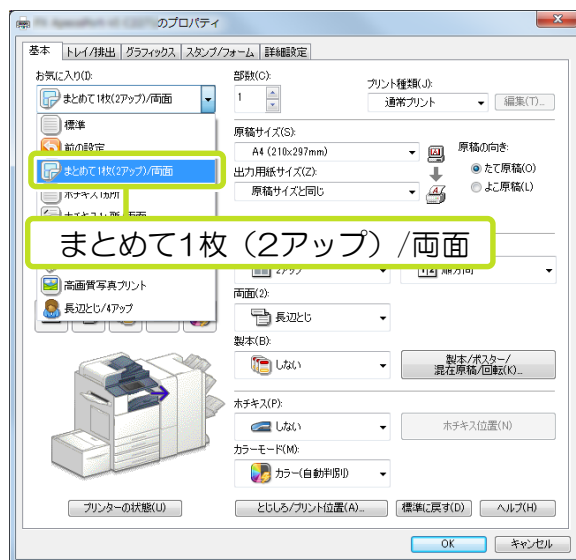 のプロパティ
基本 トレイ/排出 グラフィックス スタンプ/フォーム 詳細設定
お気に入り(I): 部数(C): プリント種類(J):
まとめて1枚(2アップ)/両面 1 通常プリント 編集(T)...
標準
前の設定
まとめて1枚(2アップ)/両面
原稿サイズ(S):
A4 (210x297mm)
原稿の向き:
たて原稿(O)
よこ原稿(L)
出力用紙サイズ(Z):
原稿サイズと同じ
まとめて1枚（2アップ）/両面
2アップ
高画質写真プリント
長辺とじ/4アップ
両面(2):
長辺とじ
製本(B):
しない
製本/ポスター/
混在原稿/回転(K)...
ホチキス(P):
しない ホチキス位置(N)
カラーモード(M):
カラー(自動判別)
プリンターの状態(U) とじしろ/プリント位置(A)... 標準に戻す(D) ヘルプ(H)
OK キャンセル